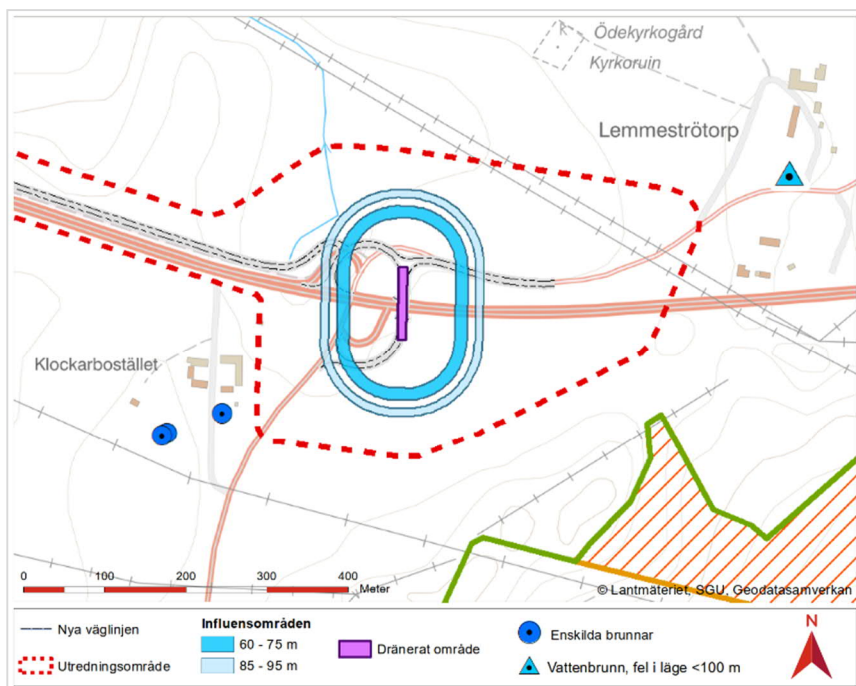 Ödekyrkogård
Kyrkoruin
Lemmeströtorp
Klockarbostället
0 100 200 300 400
Meter
© Lantmäteriet, SGU, Geodatasamverkan
Nya väglinjen
Utredningsområde
Influensområden
60 - 75 m
85 - 95 m
Dränerat område
Enskilda brunnar
Vattenbrunn, fel i läge <100 m
N